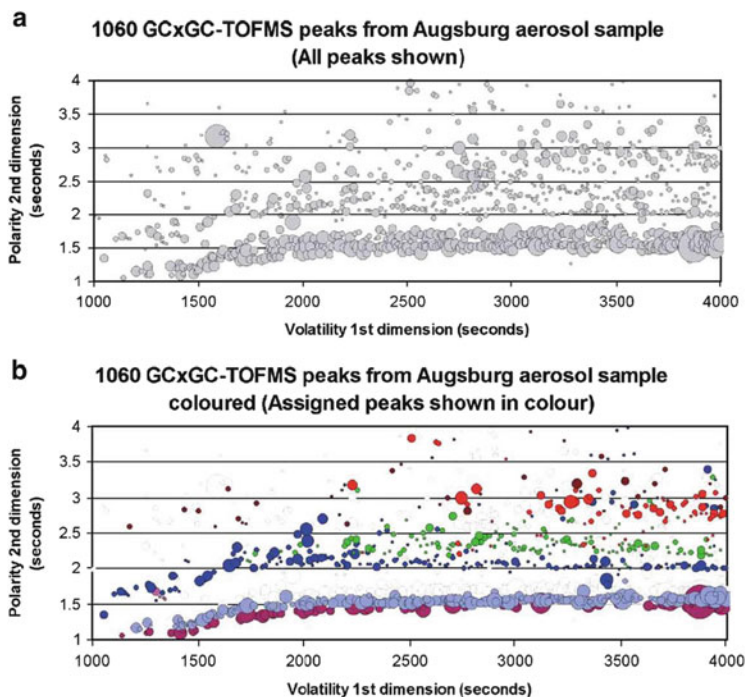 a
1060 GCxGC-TOFMS peaks from Augsburg aerosol sample
(All peaks shown)
Polarity 2nd dimension
(seconds)
4
3.5
3
2.5
2
1.5
1
1000 1500 2000 2500 3000 3500 4000
Volatility 1st dimension (seconds)
b
1060 GCxGC-TOFMS peaks from Augsburg aerosol sample
coloured (Assigned peaks shown in colour)
Polarity 2nd dimension
(seconds)
4
3.5
3
2.5
2
1.5
1
1000 1500 2000 2500 3000 3500 4000
Volatility 1st dimension (seconds)